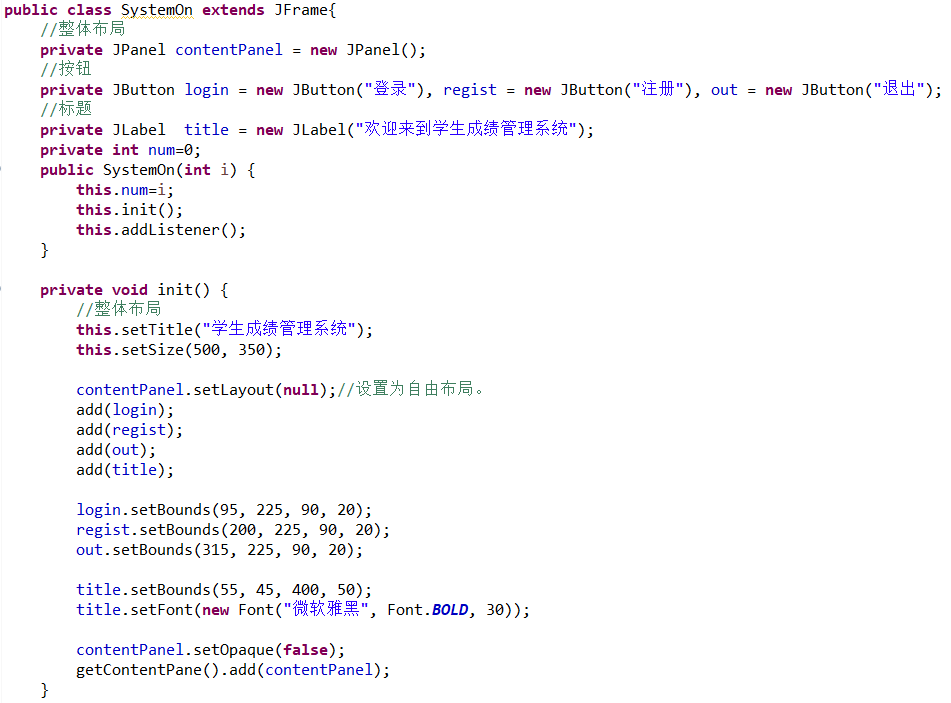 public class SystemOn extends JFrame{
//整体布局
private JPanel contentPanel = new JPanel();
//按钮
private JButton login = new JButton("登录"), regist = new JButton("注册"), out = new JButton("退出");
//标题
private JLabel  title = new JLabel("欢迎来到学生成绩管理系统");
private int num=0;
public SystemOn(int i) {
this.num=i;
this.init();
this.addListener();
}
private void init() {
//整体布局
this.setTitle("学生成绩管理系统");
this.setSize(500, 350);
contentPanel.setLayout(null);//设置为自由布局。
add(login);
add(regist);
add(out);
add(title);
login.setBounds(95, 225, 90, 20);
regist.setBounds(200, 225, 90, 20);
out.setBounds(315, 225, 90, 20);
title.setBounds(55, 45, 400, 50);
title.setFont(new Font("微软雅黑", Font.BOLD, 30));
contentPanel.setOpaque(false);
getContentPane().add(contentPanel);
}